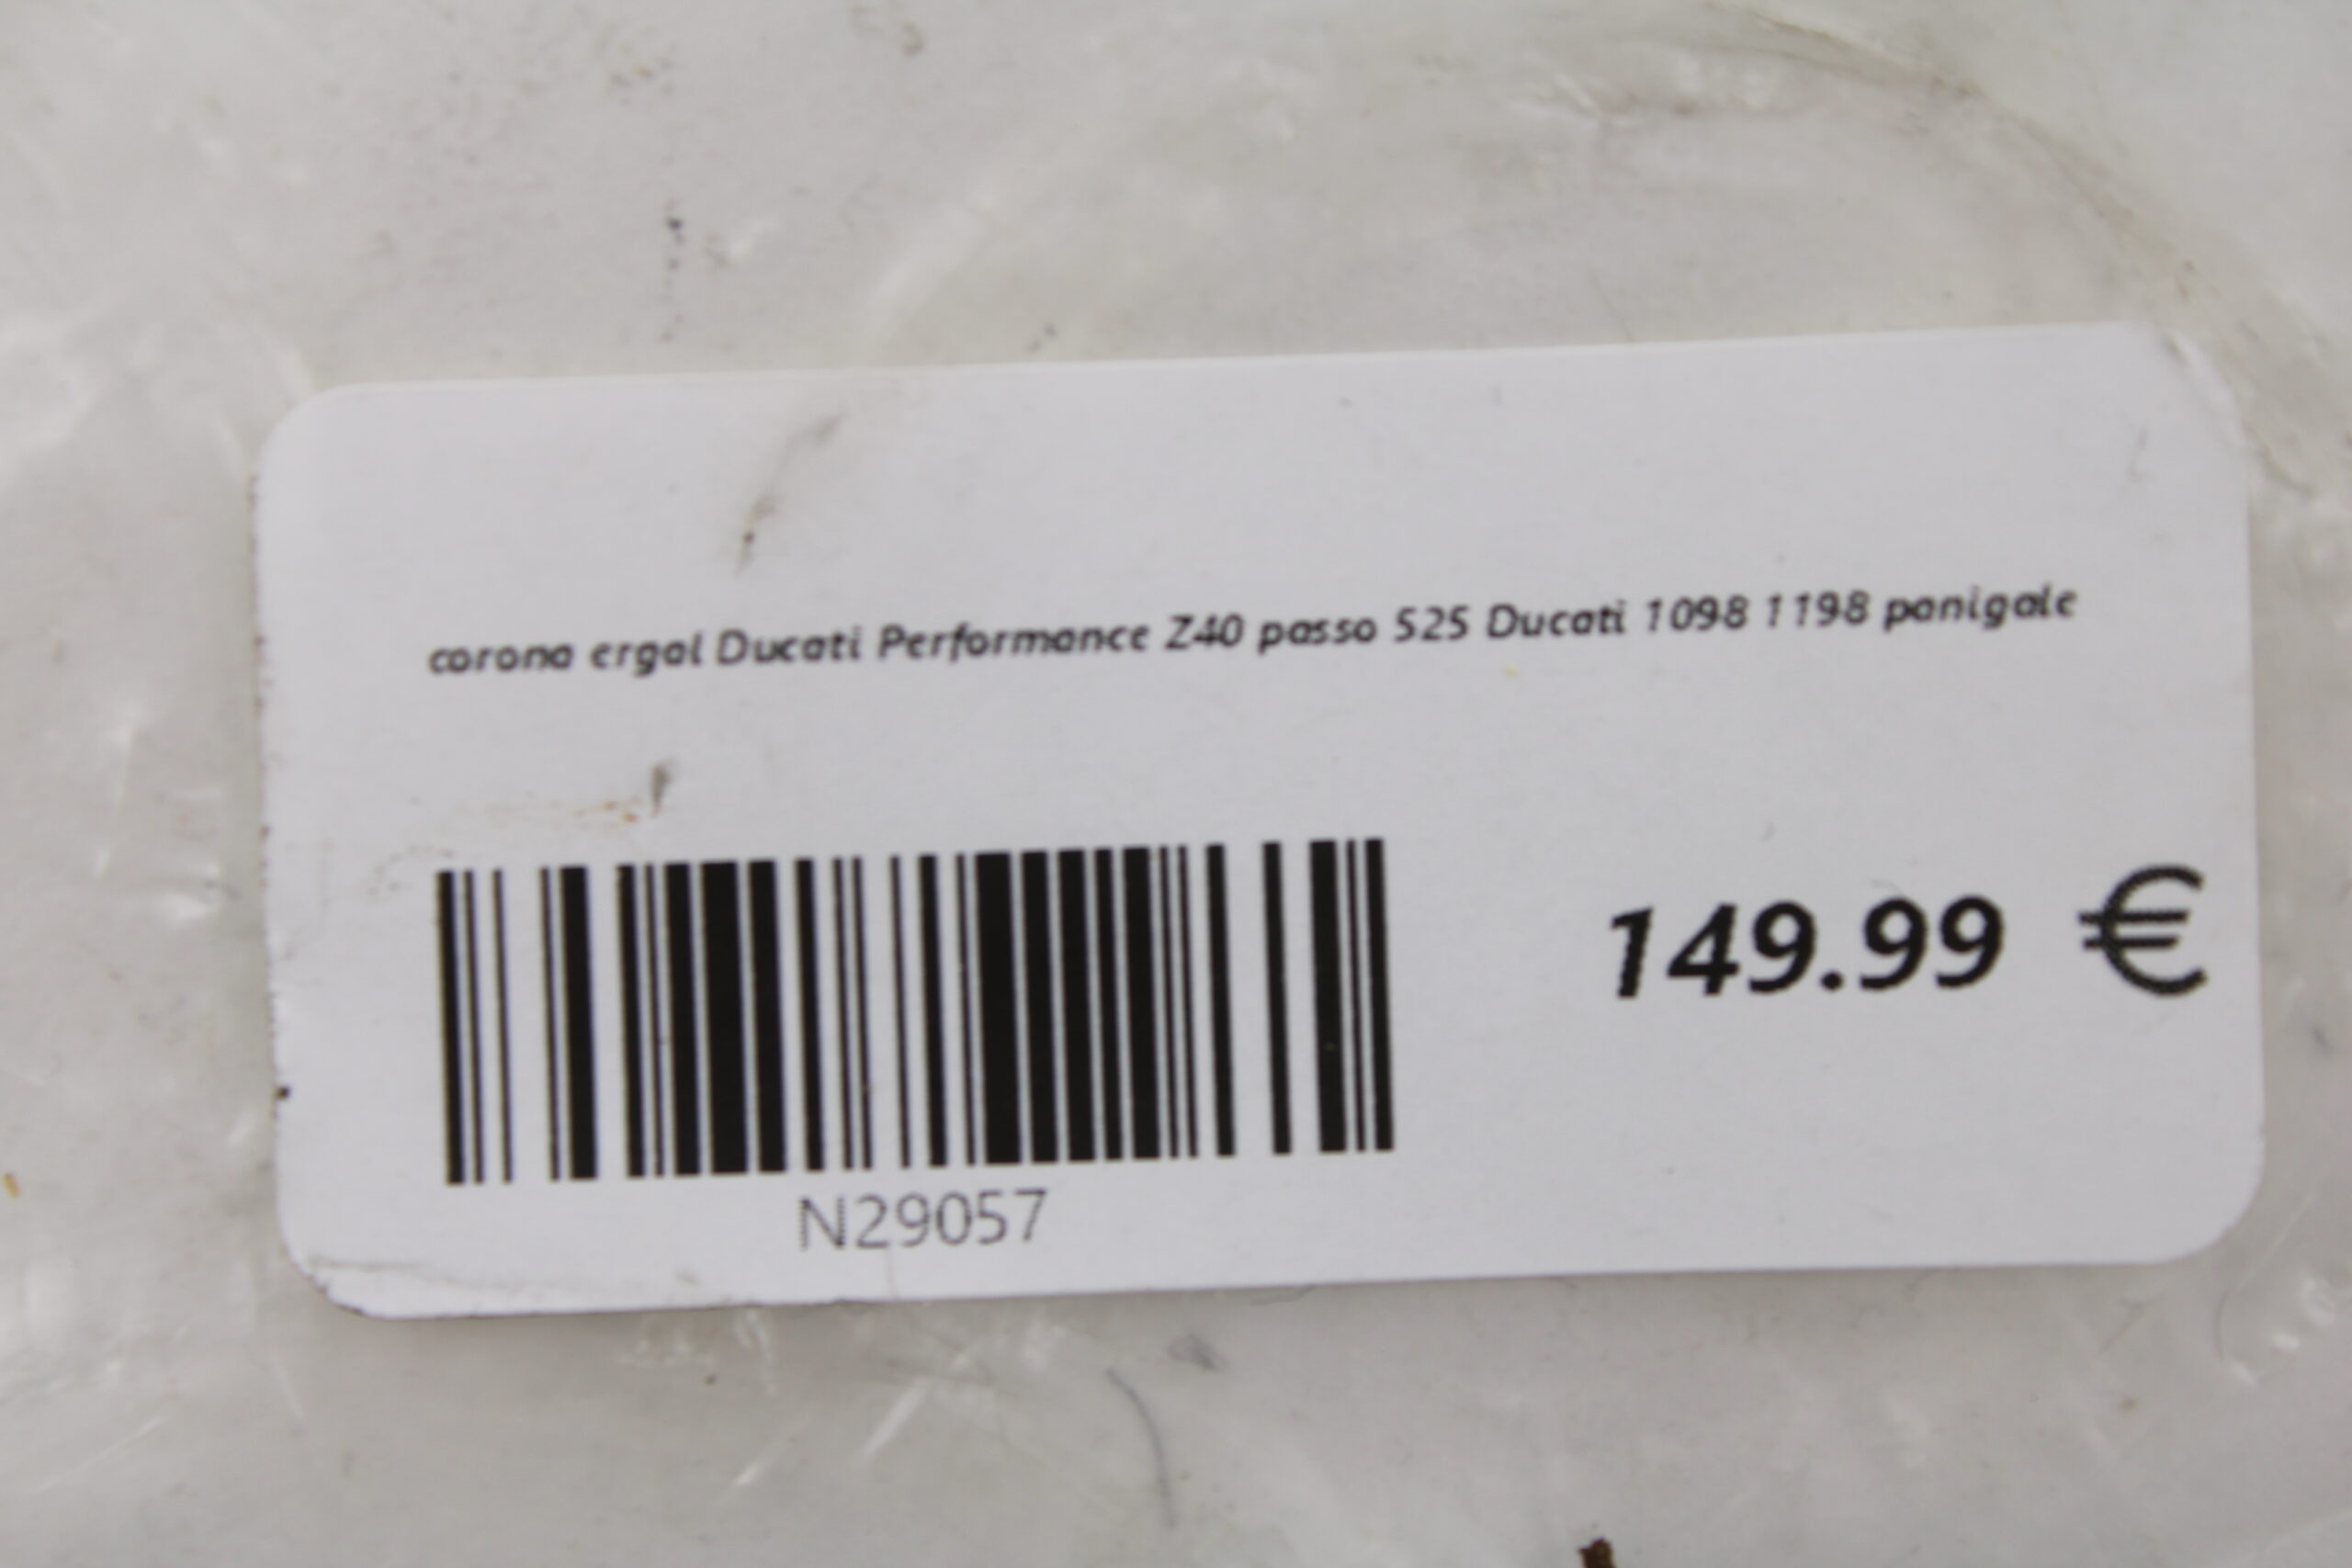 corona ergal Ducati Performance Z40 passo 525 Ducati 1098 1198 panigale
149.99 €
N29057